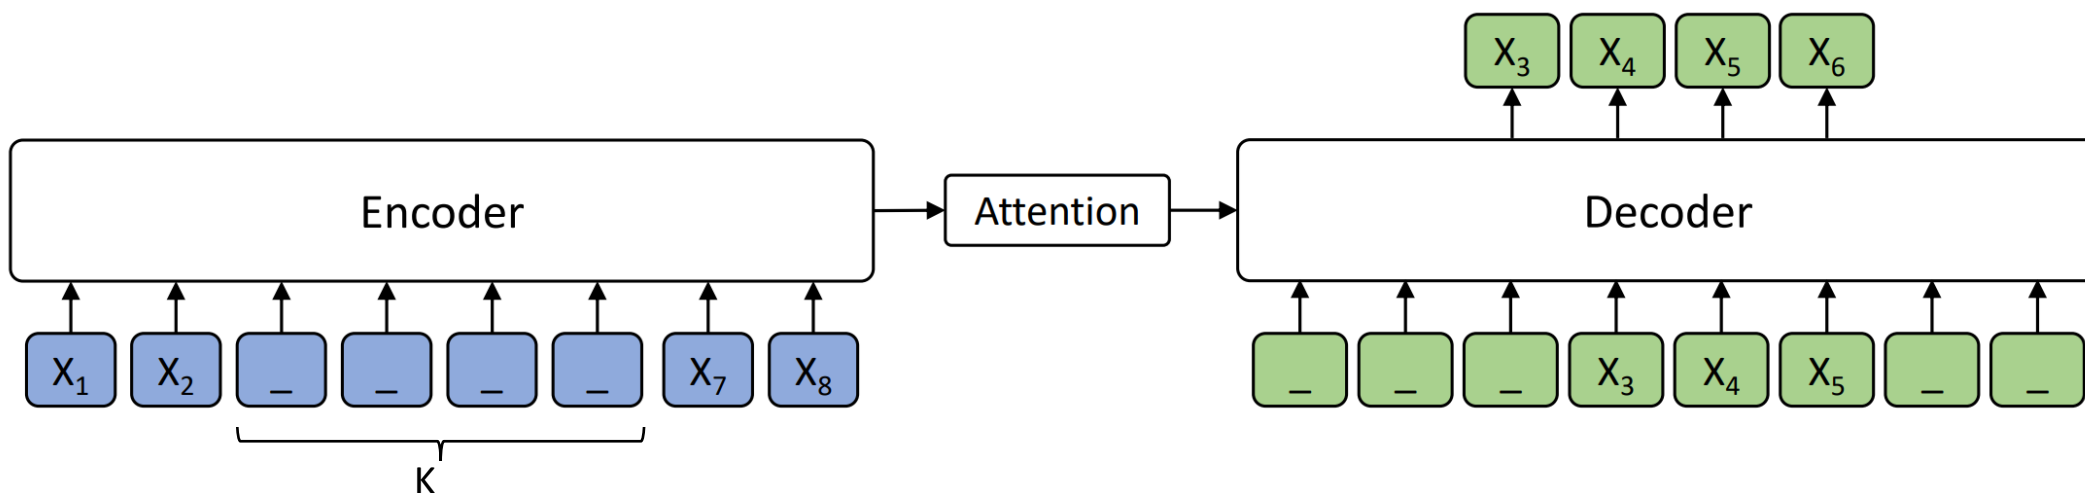 X3 X4 X5 X6
Encoder Attention Decoder
X1 X2 _ _ _ _ X7 X8 _ _ _ X3 X4 X5 _ _
K